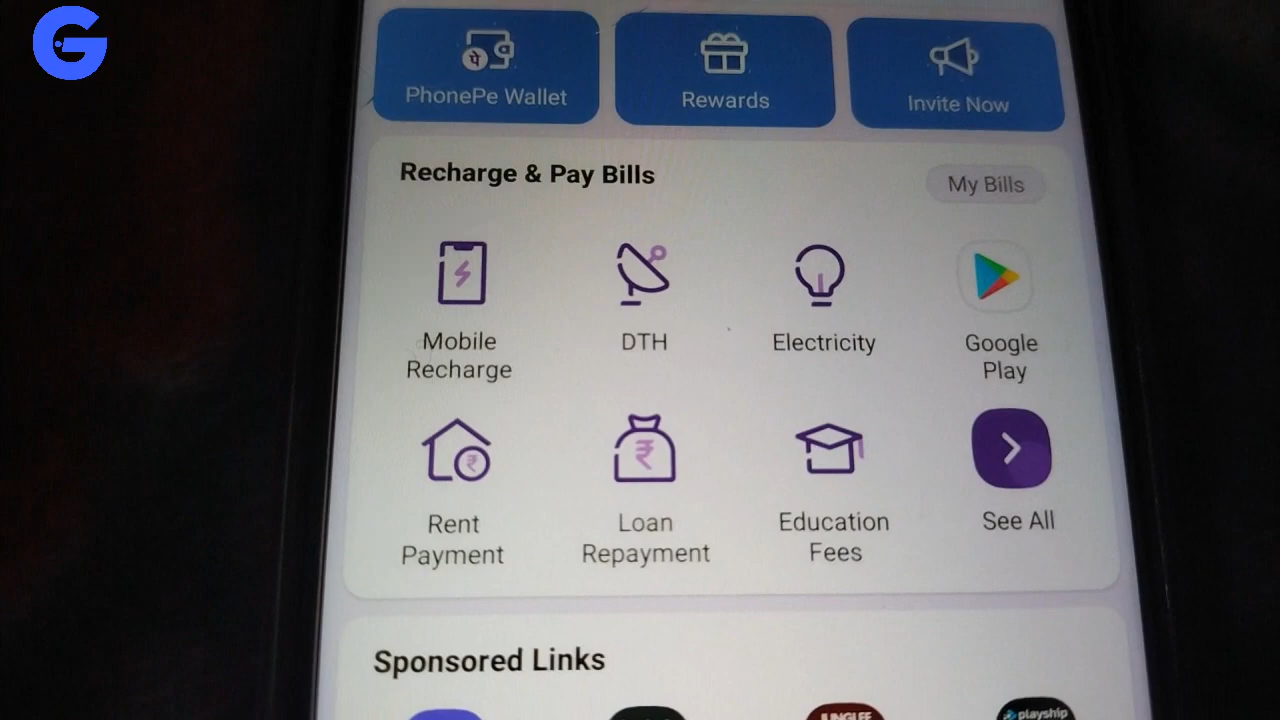 G
पे
PhonePe Wallet
Rewards
Invite Now
Recharge & Pay Bills
My Bills
Mobile
Recharge
DTH
Electricity
Google
Play
₹
Rent
Payment
₹
Loan
Repayment
Education
Fees
See All
Sponsored Links
JUNGLEE
playship